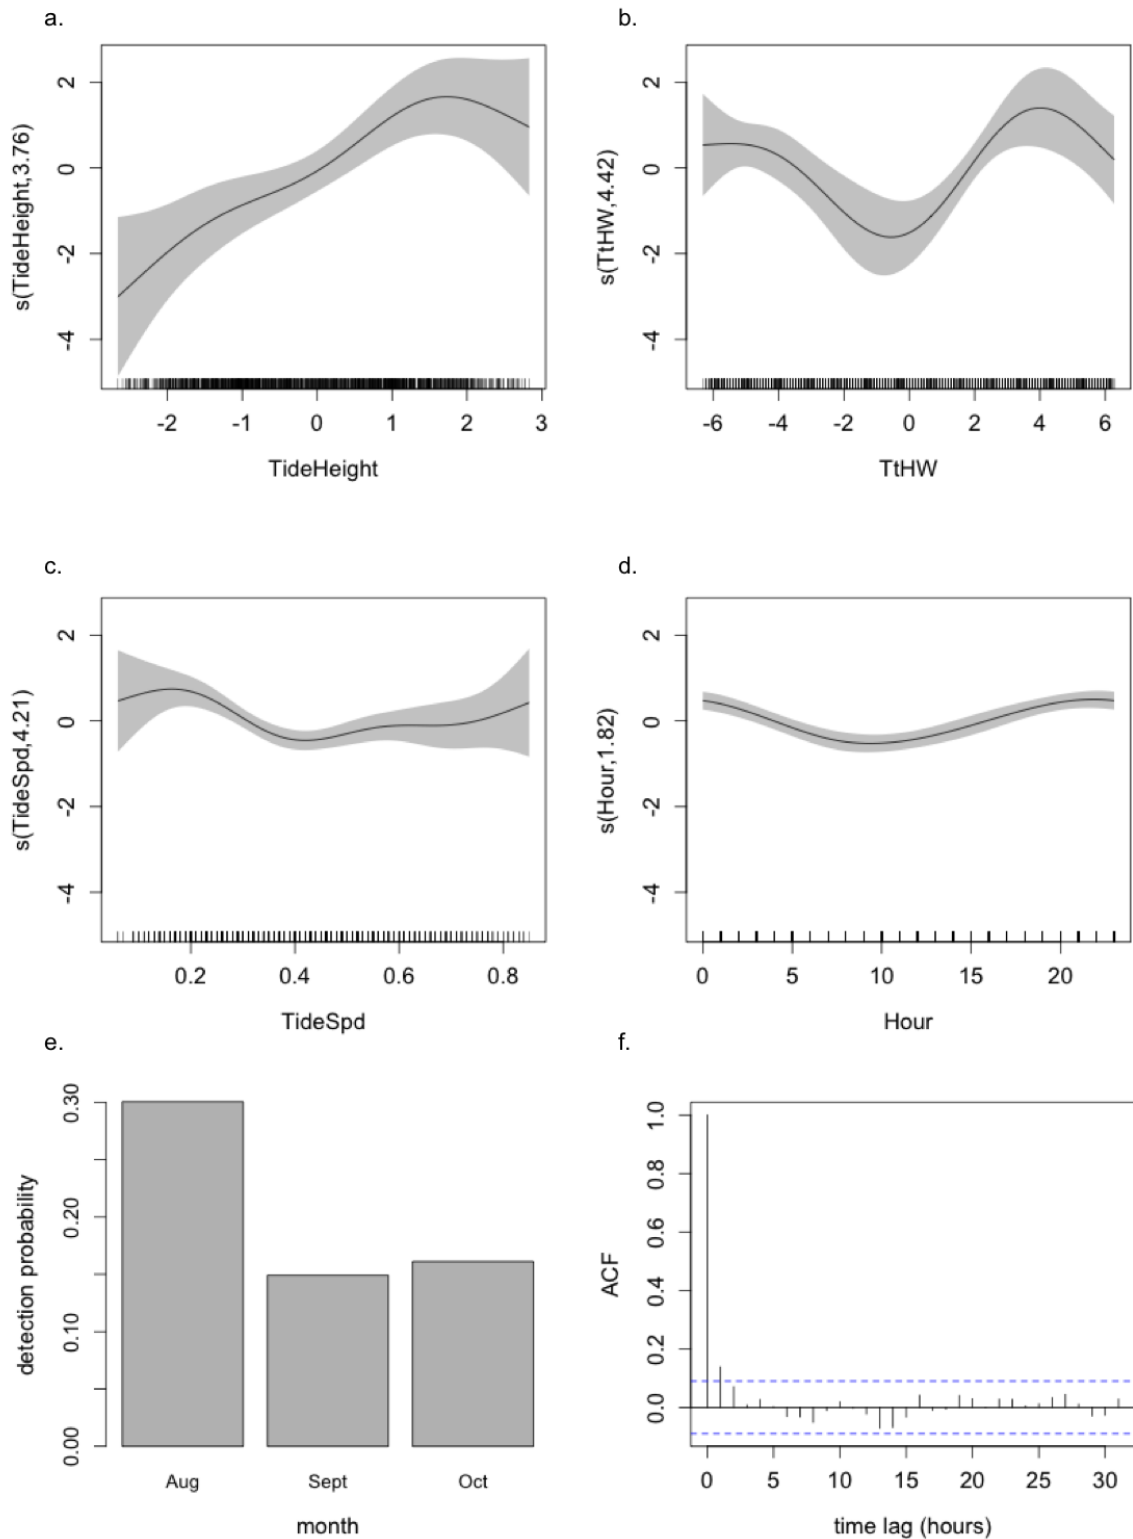 a.
s(TideHeight,3.76)
2
0
-2
-4
-2 -1 0 1 2 3
TideHeight
b.
s(TtHW,4.42)
2
0
-2
-4
-6 -4 -2 0 2 4 6
TtHW
c.
s(TideSpd,4.21)
2
0
-2
-4
0.2 0.4 0.6 0.8
TideSpd
d.
s(Hour,1.82)
2
0
-2
-4
0 5 10 15 20
Hour
e.
detection probability
0.30
0.20
0.10
0.00
Aug Sept Oct
month
f.
ACF
1.0
0.8
0.6
0.4
0.2
0.0
0 5 10 15 20 25 30
time lag (hours)